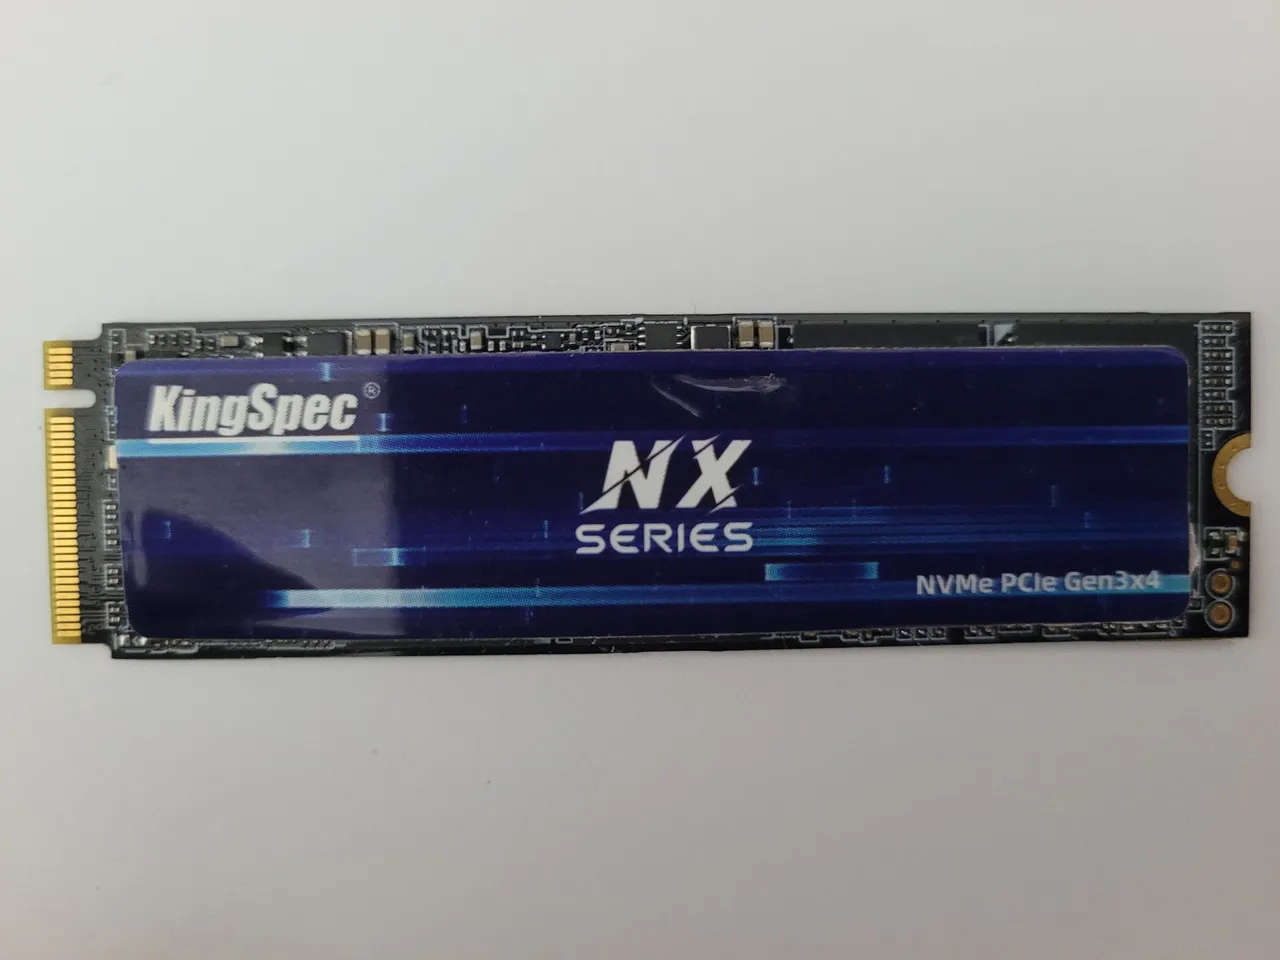 KingSpec®
NX
SERIES
NVMe PCIe Gen3x4